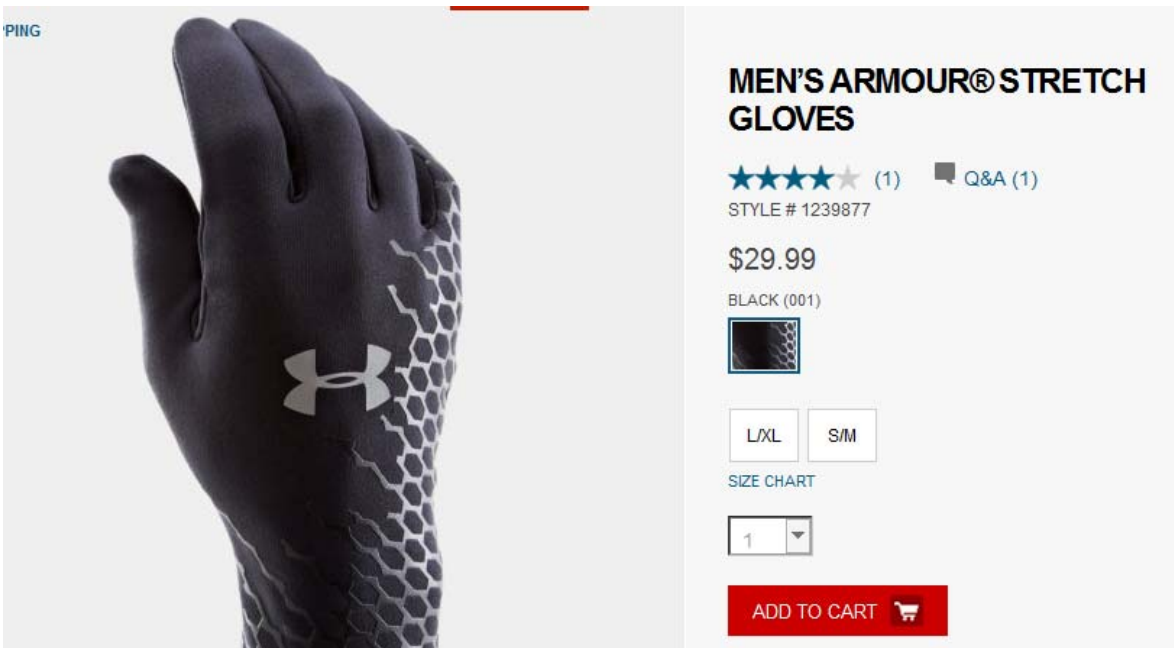 PPING
MEN'S ARMOUR® STRETCH
GLOVES
(1) Q&A (1)
STYLE # 1239877
$29.99
BLACK (001)
L/XL S/M
SIZE CHART
1
ADD TO CART